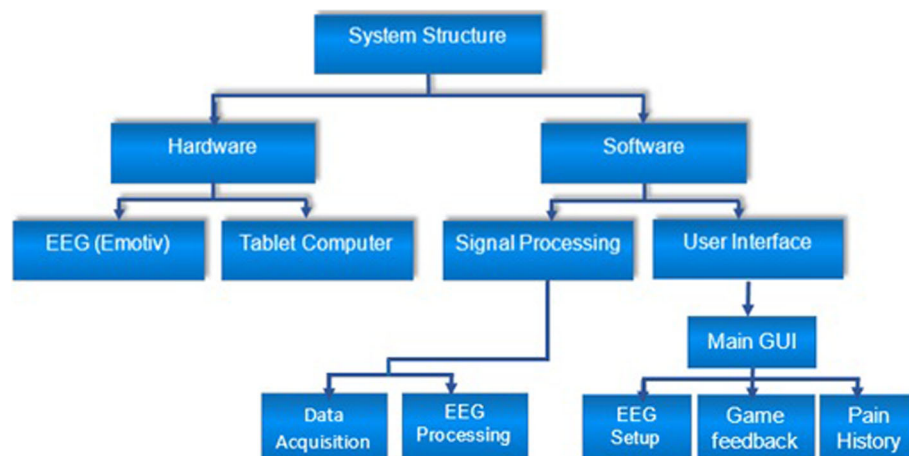 System Structure
Hardware
Software
EEG (Emotiv)
Tablet Computer
Signal Processing
User Interface
Main GUI
Data
Acquisition
EEG
Processing
EEG
Setup
Game
feedback
Pain
History